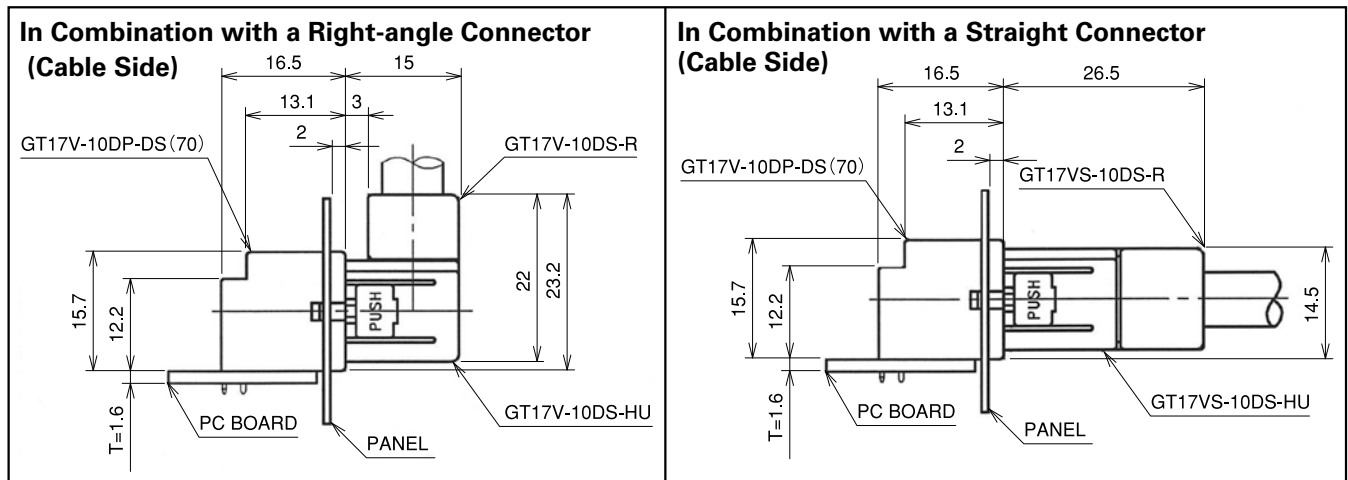 In Combination with a Right-angle Connector
(Cable Side)
16.5
15
13.1
3
2
GT17V-10DP-DS(70)
GT17V-10DS-R
15.7
12.2
22
23.2
PUSH
T=1.6
PC BOARD
PANEL
GT17V-10DS-HU
In Combination with a Straight Connector
(Cable Side)
16.5
26.5
13.1
2
GT17V-10DP-DS(70)
GT17VS-10DS-R
15.7
12.2
14.5
PUSH
T=1.6
PC BOARD
PANEL
GT17VS-10DS-HU